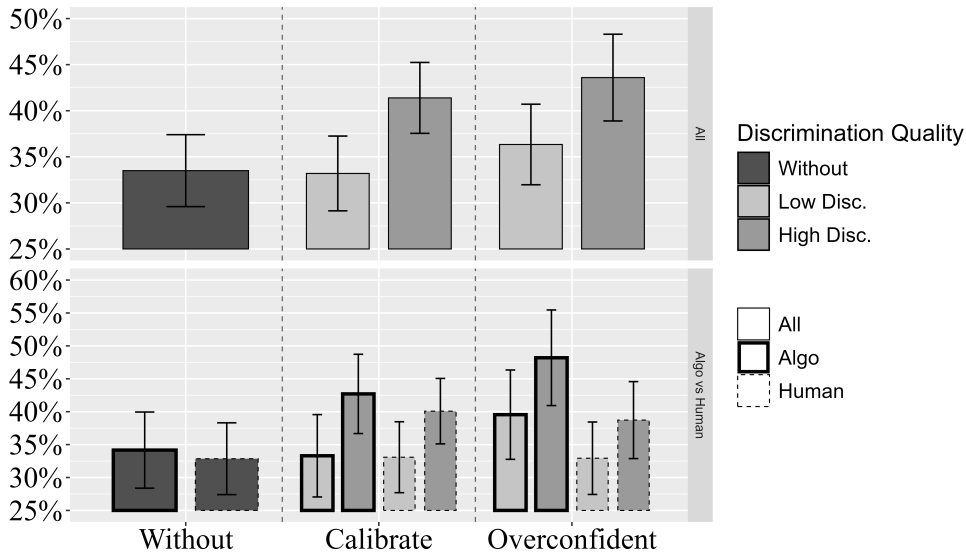 50%
45%
40%
35%
30%
25%
All
60%
55%
50%
45%
40%
35%
30%
25%
Algo vs Human
Without
Calibrate
Overconfident
Discrimination Quality
Without
Low Disc.
High Disc.
All
Algo
Human